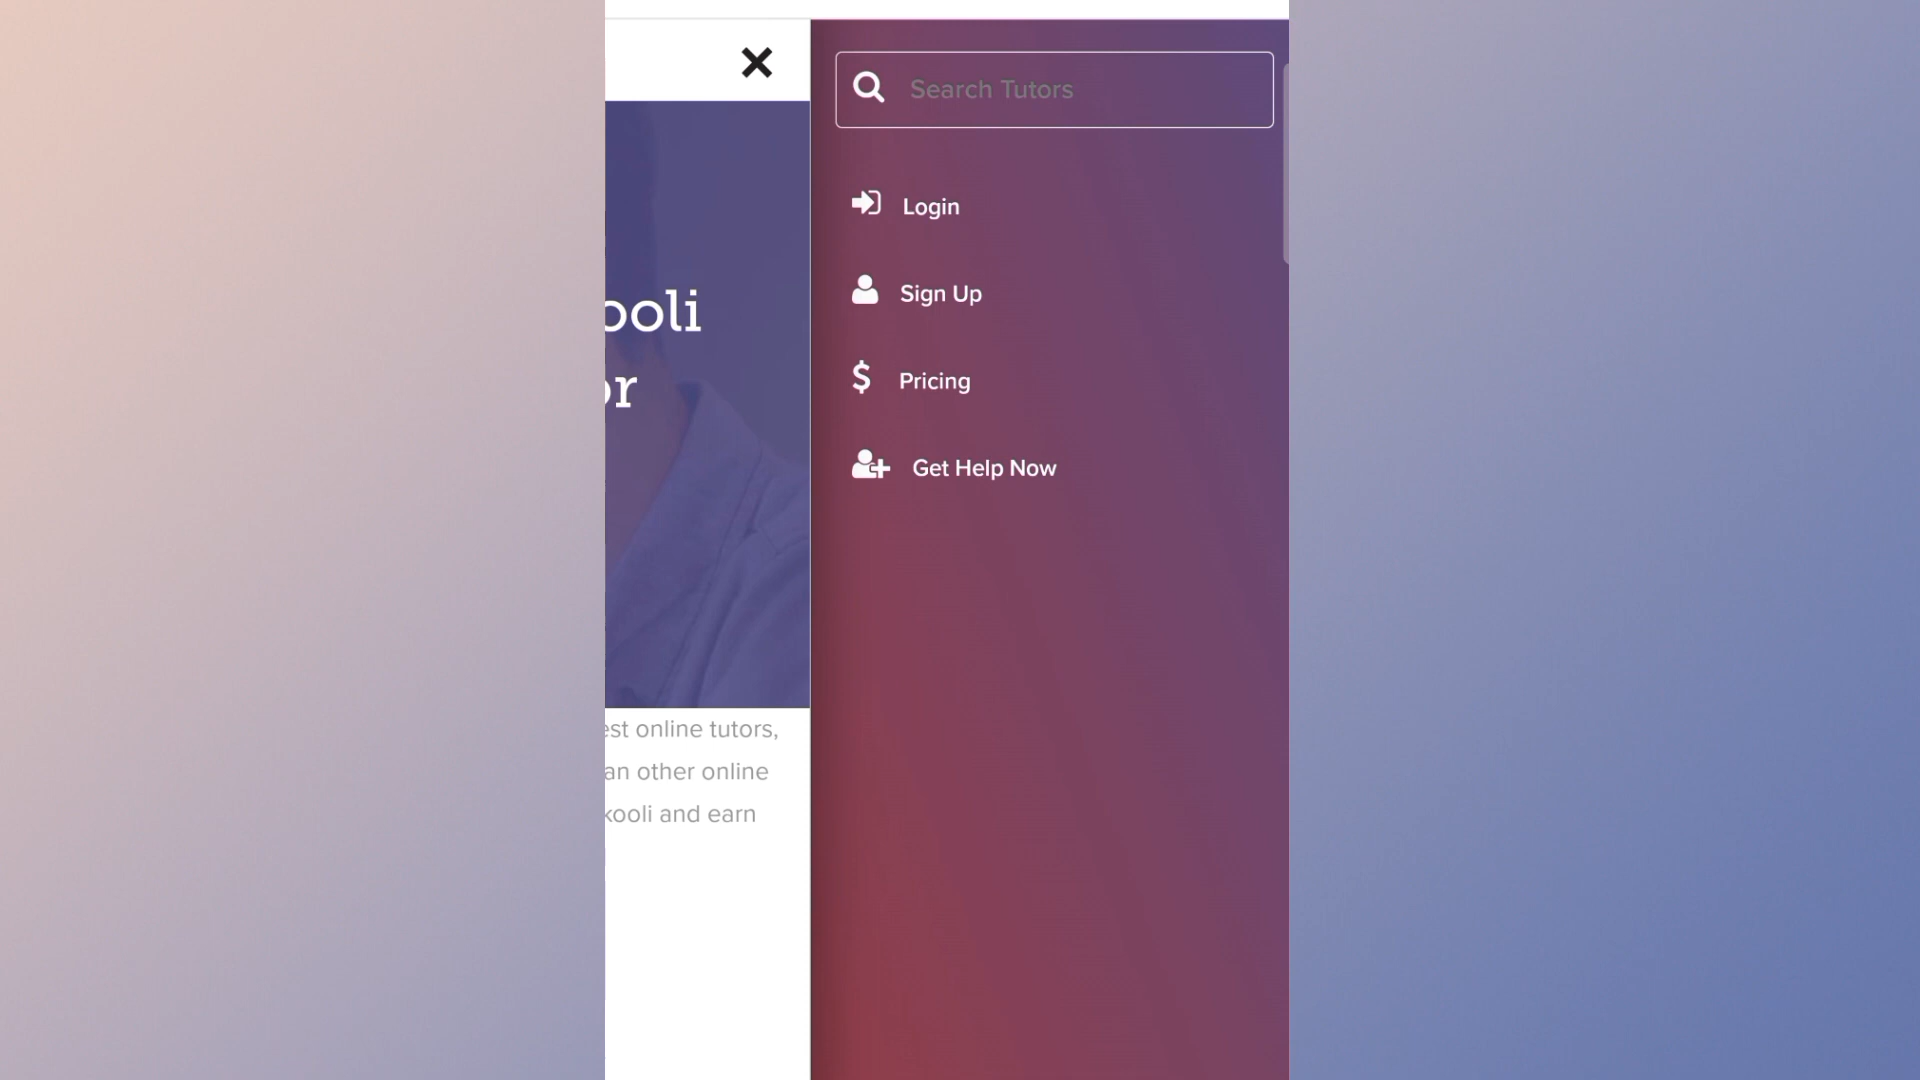 Search Tutors
Login
Sign Up
Pricing
Get Help Now
ooli
or
est online tutors,
an other online
kooli and earn